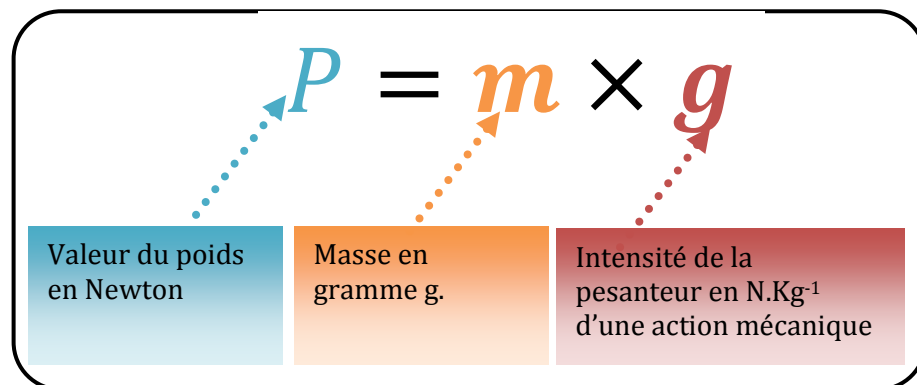 P = m × g
Valeur du poids
en Newton
Masse en
gramme g.
Intensité de la
pesanteur en N.Kg⁻¹
d'une action mécanique